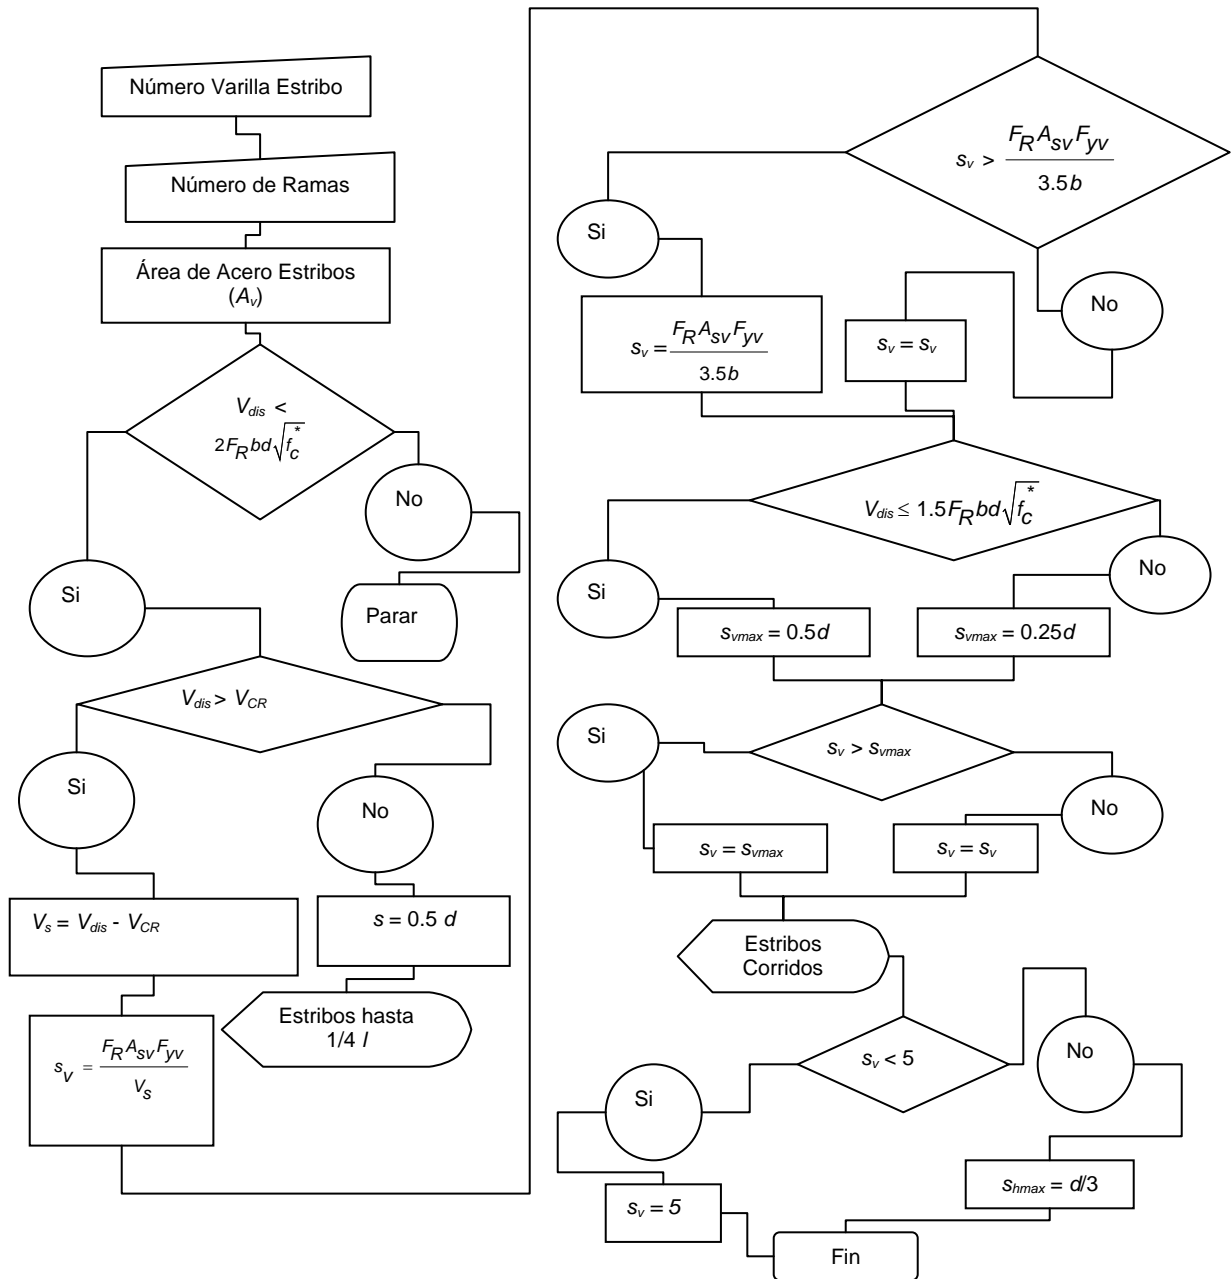 Número Varilla Estribo
Número de Ramas
Área de Acero Estribos
(Av)
Vdis <
2FRbd√fc*
No
Si
Parar
Vdis > VCR
Si
No
Vs = Vdis - VCR
s = 0.5 d
Estribos hasta
1/4 l
sV = FRAsvFyv
Vs
sv > FRAsvFyv
3.5b
Si
No
sv = FRAsvFyv
3.5b
sv = sv
Vdis ≤ 1.5FRbd√fc*
Si
No
svmax = 0.5d
svmax = 0.25d
Si
sv > svmax
No
sv = svmax
sv = sv
Estribos
Corridos
sv < 5
No
Si
shmax = d/3
sv = 5
Fin